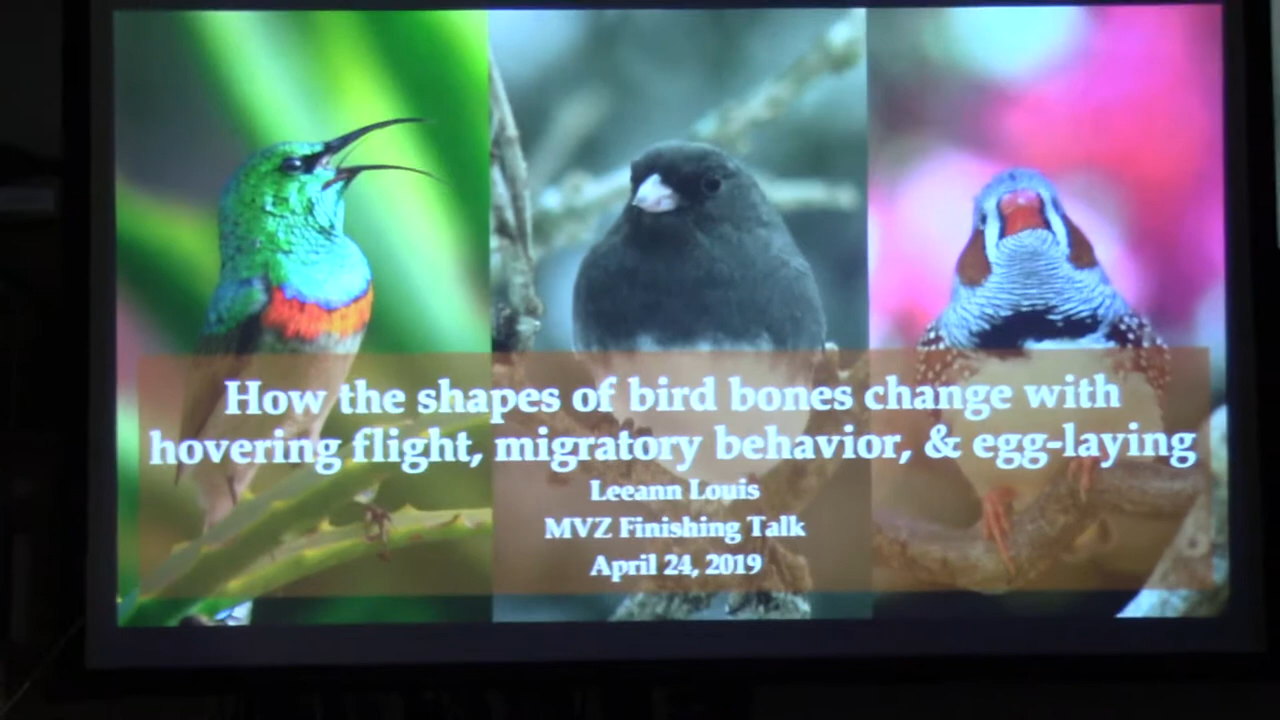 How the shapes of bird bones change with
hovering flight, migratory behavior, & egg-laying
Leeann Louis
MVZ Finishing Talk
April 24, 2019